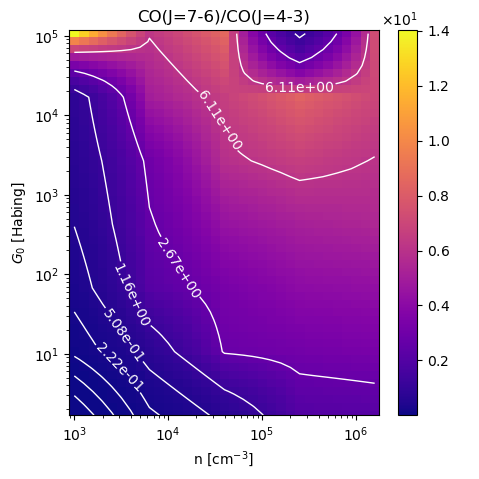 CO(J=7-6)/CO(J=4-3)
×10¹
10⁵
10⁴
10³
10²
10¹
G₀ [Habing]
6.11e+00
6.11e+00
2.67e+00
1.16e+00
5.08e-01
2.22e-01
10³
10⁴
10⁵
10⁶
n [cm⁻³]
1.4
1.2
1.0
0.8
0.6
0.4
0.2